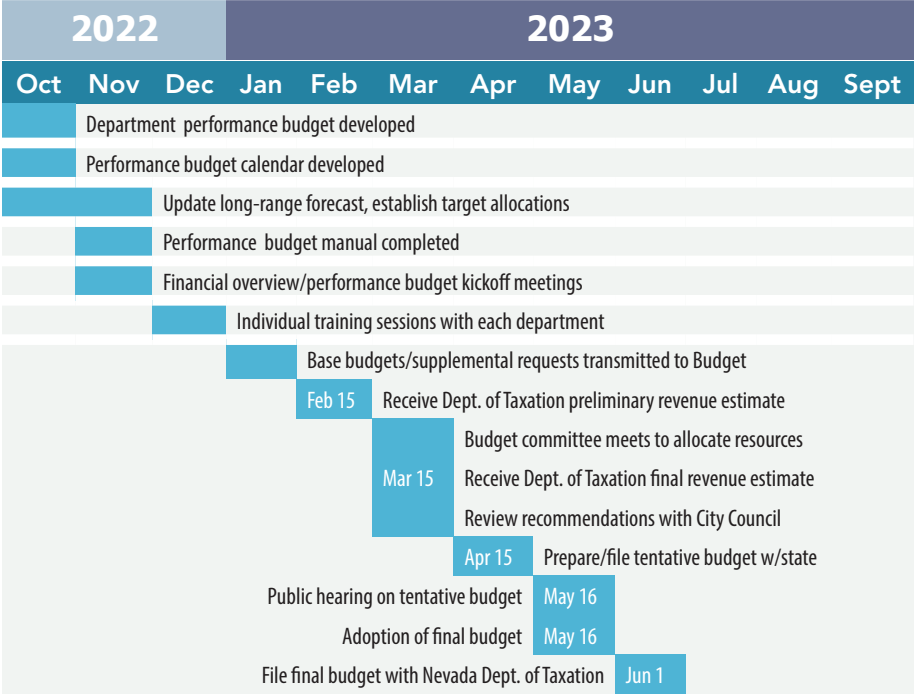 2022 2023
Oct Nov Dec Jan Feb Mar Apr May Jun Jul Aug Sept
Department performance budget developed
Performance budget calendar developed
Update long-range forecast, establish target allocations
Performance budget manual completed
Financial overview/performance budget kickoff meetings
Individual training sessions with each department
Base budgets/supplemental requests transmitted to Budget
Feb 15 Receive Dept. of Taxation preliminary revenue estimate
Budget committee meets to allocate resources
Mar 15 Receive Dept. of Taxation final revenue estimate
Review recommendations with City Council
Apr 15 Prepare/file tentative budget w/state
Public hearing on tentative budget May 16
Adoption of final budget May 16
File final budget with Nevada Dept. of Taxation Jun 1